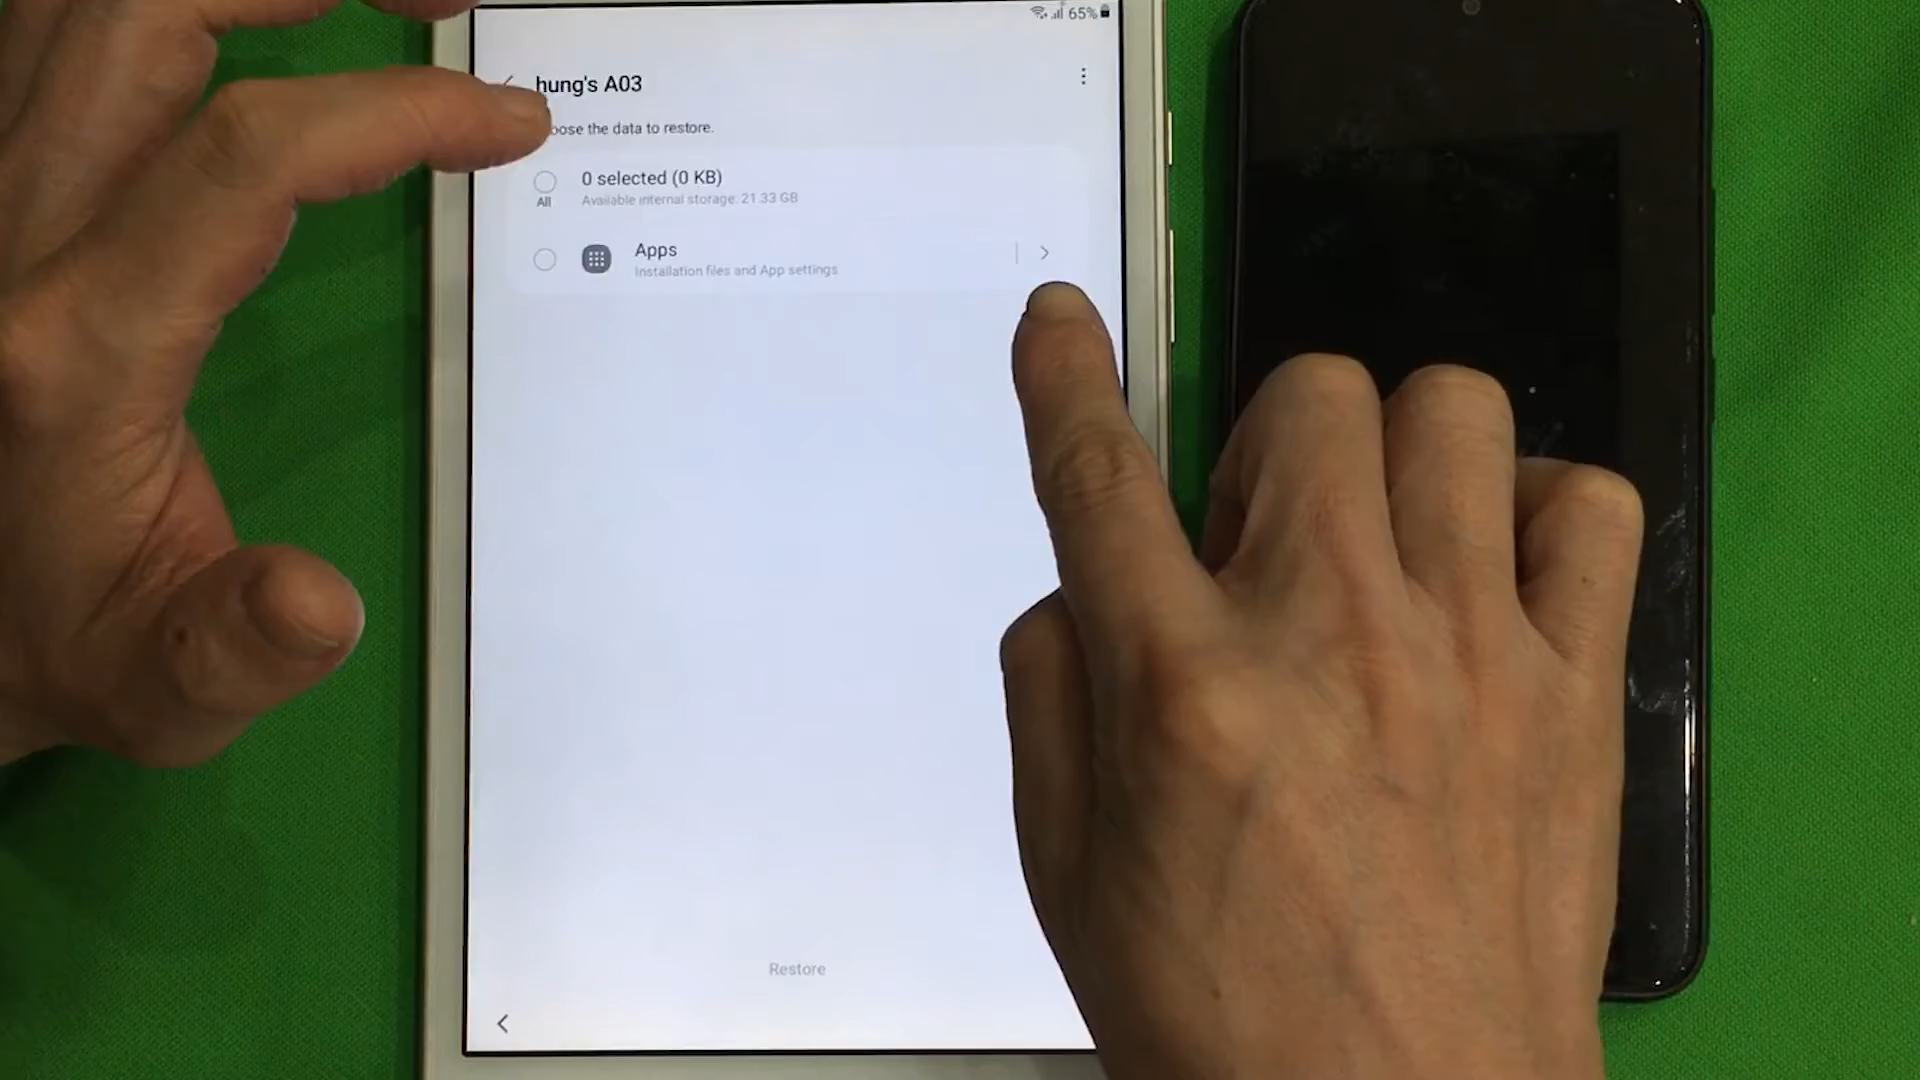 65%
hung's A03
the data to restore.
0 selected (0 KB)
Available internal storage: 21.33 GB
All
Apps
Installation files and App settings
Restore